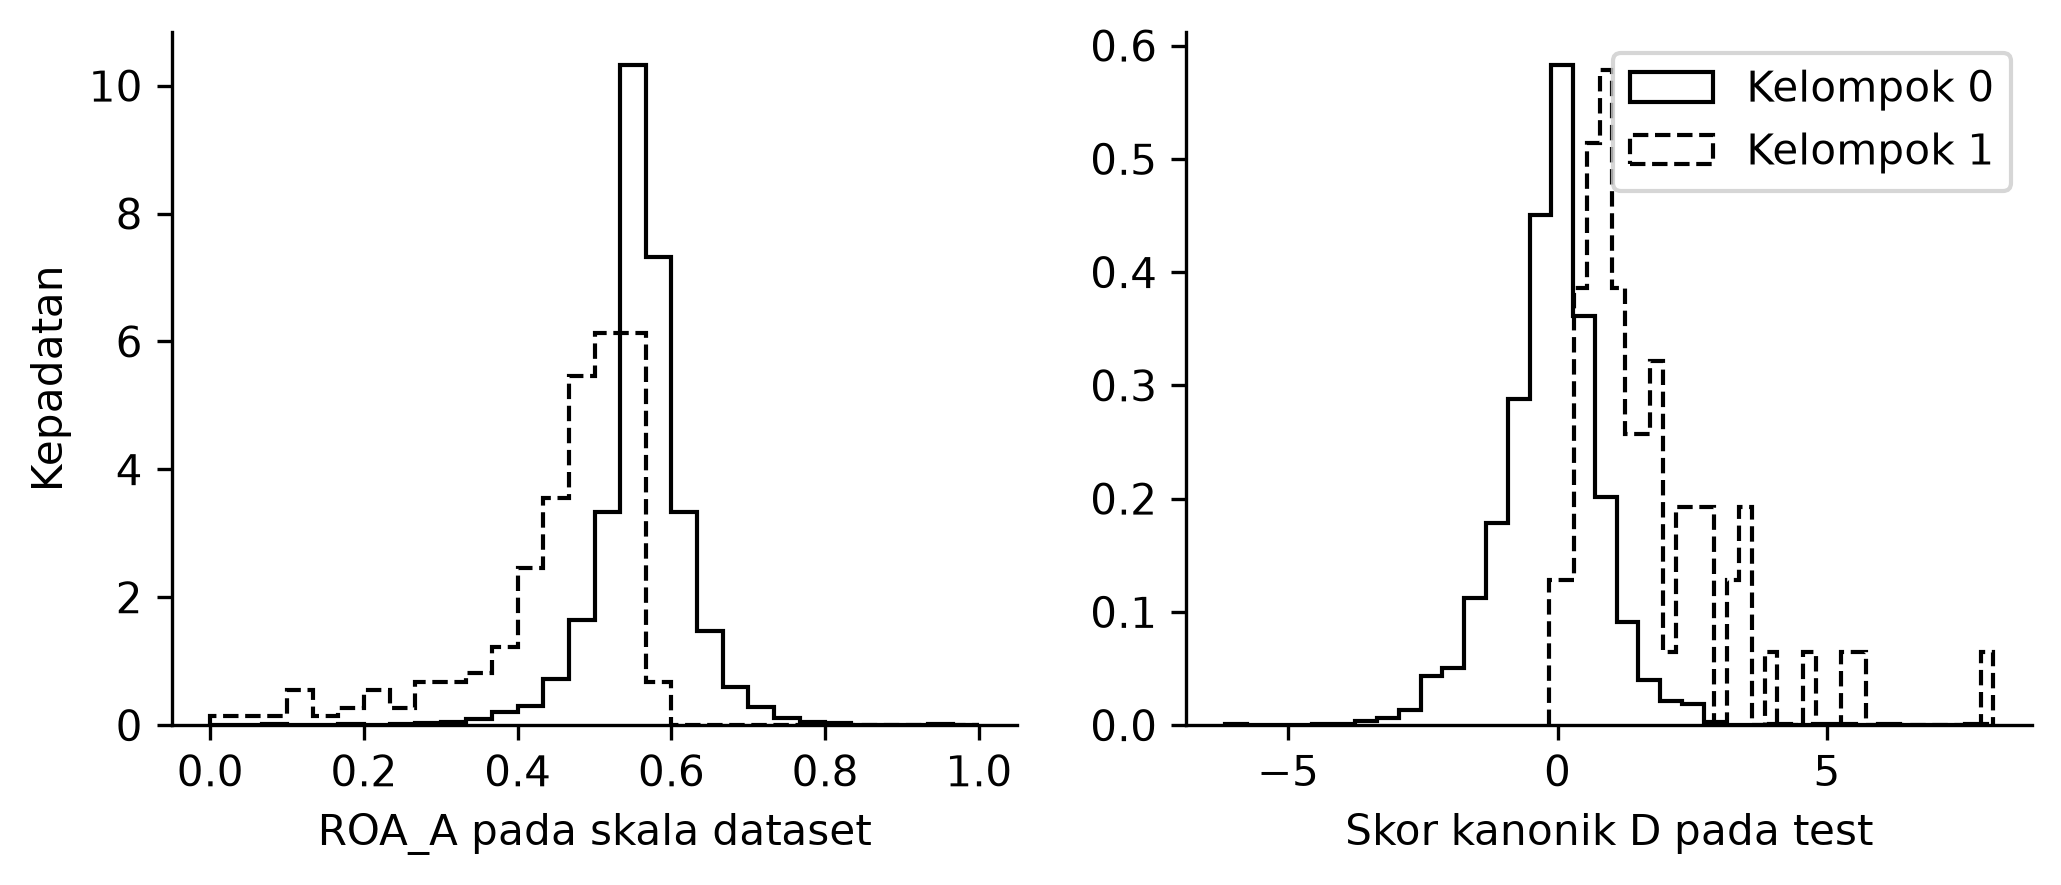 Kepadatan
10
8
6
4
2
0
0.0 0.2 0.4 0.6 0.8 1.0
ROA_A pada skala dataset
0.6
0.5
0.4
0.3
0.2
0.1
0.0
−5 0 5
Skor kanonik D pada test
Kelompok 0
Kelompok 1